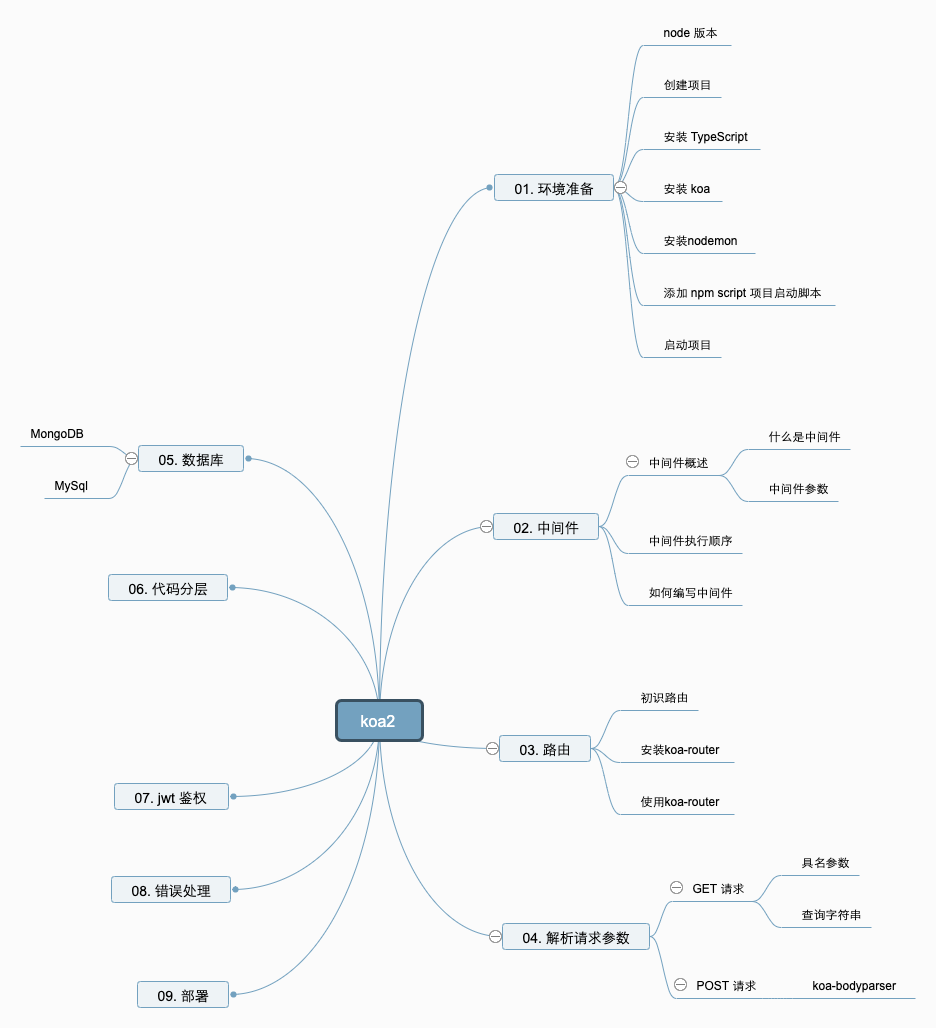 koa2
01. 环境准备
node 版本
创建项目
安装 TypeScript
安装 koa
安装nodemon
添加 npm script 项目启动脚本
启动项目
02. 中间件
中间件概述
什么是中间件
中间件参数
中间件执行顺序
如何编写中间件
03. 路由
初识路由
安装koa-router
使用koa-router
04. 解析请求参数
GET 请求
具名参数
查询字符串
POST 请求
koa-bodyparser
05. 数据库
MongoDB
MySql
06. 代码分层
07. jwt 鉴权
08. 错误处理
09. 部署